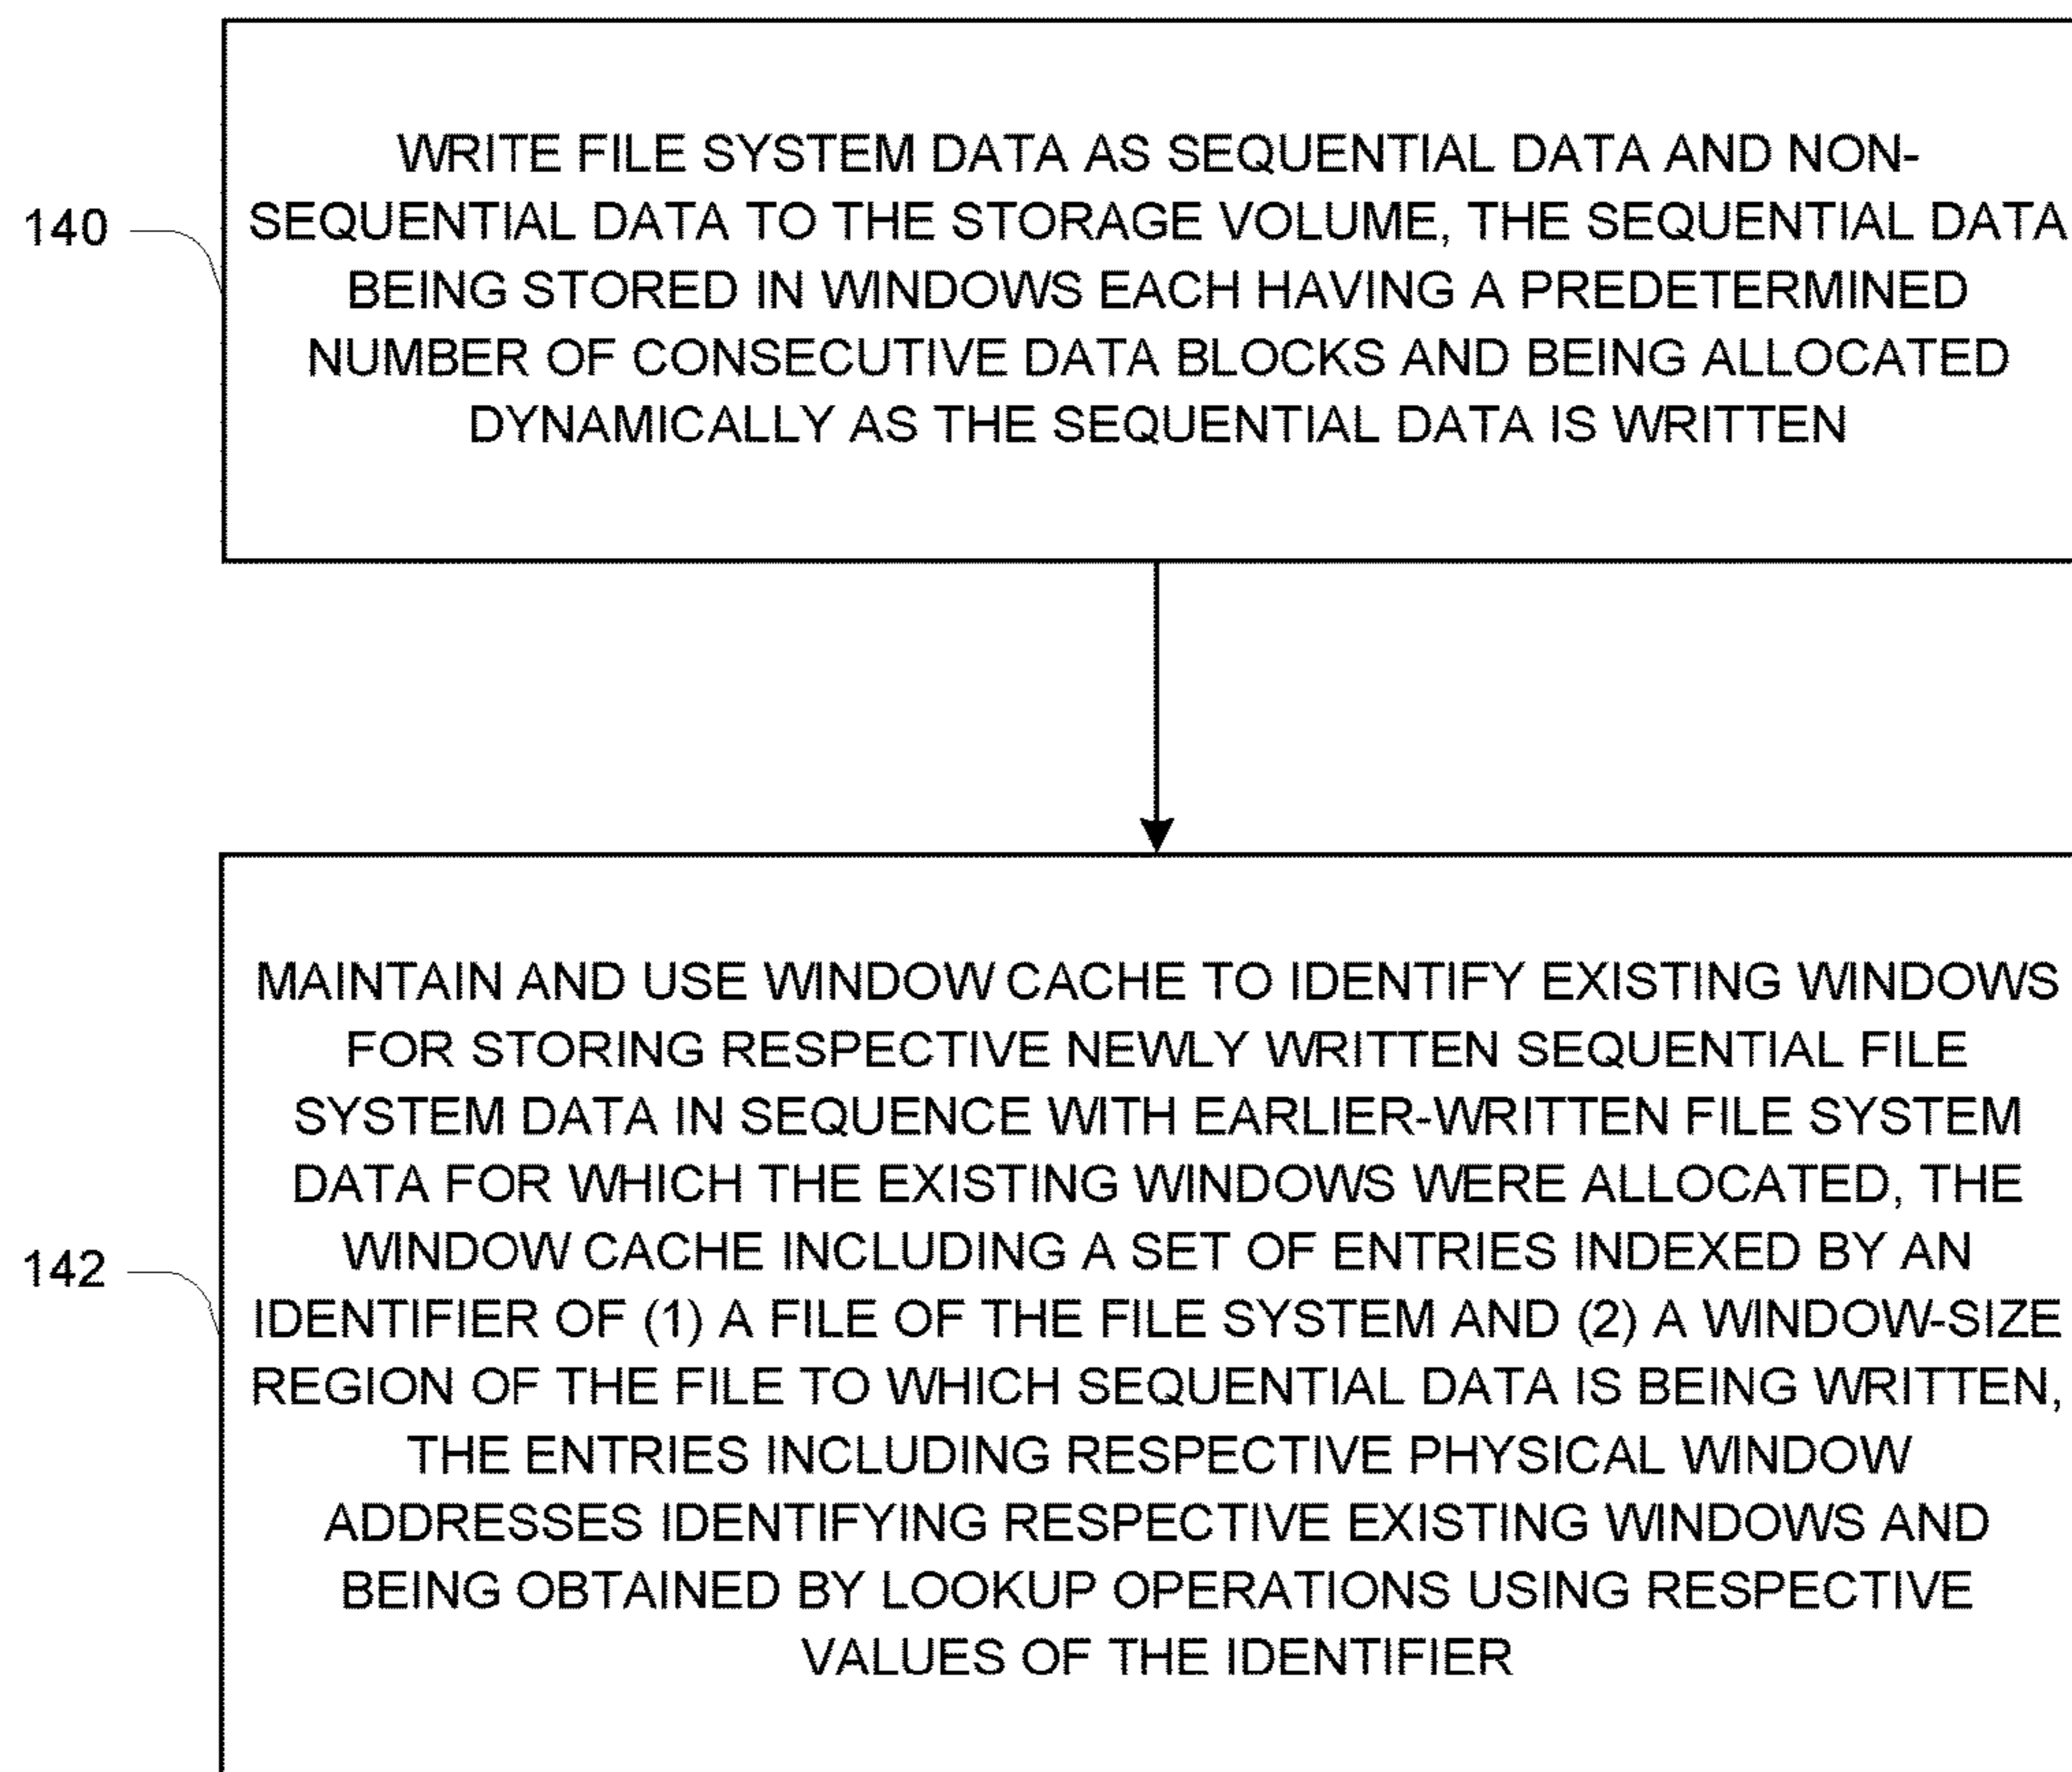 WRITE FILE SYSTEM DATA AS SEQUENTIAL DATA AND NON-
SEQUENTIAL DATA TO THE STORAGE VOLUME, THE SEQUENTIAL DATA
BEING STORED IN WINDOWS EACH HAVING A PREDETERMINED
NUMBER OF CONSECUTIVE DATA BLOCKS AND BEING ALLOCATED
DYNAMICALLY AS THE SEQUENTIAL DATA IS WRITTEN
140
MAINTAIN AND USE WINDOW CACHE TO IDENTIFY EXISTING WINDOWS
FOR STORING RESPECTIVE NEWLY WRITTEN SEQUENTIAL FILE
SYSTEM DATA IN SEQUENCE WITH EARLIER-WRITTEN FILE SYSTEM
DATA FOR WHICH THE EXISTING WINDOWS WERE ALLOCATED, THE
WINDOW CACHE INCLUDING A SET OF ENTRIES INDEXED BY AN
IDENTIFIER OF (1) A FILE OF THE FILE SYSTEM AND (2) A WINDOW-SIZE
REGION OF THE FILE TO WHICH SEQUENTIAL DATA IS BEING WRITTEN,
THE ENTRIES INCLUDING RESPECTIVE PHYSICAL WINDOW
ADDRESSES IDENTIFYING RESPECTIVE EXISTING WINDOWS AND
BEING OBTAINED BY LOOKUP OPERATIONS USING RESPECTIVE
VALUES OF THE IDENTIFIER
142